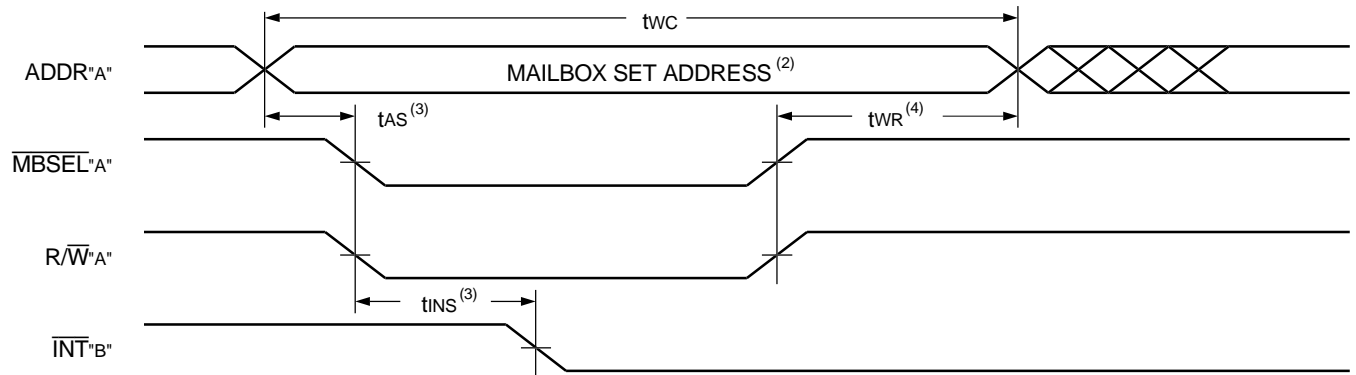 tWC
ADDR"A"
MAILBOX SET ADDRESS(2)
tAS(3)
tWR(4)
MBSEL"A"
R/W"A"
tINS(3)
INT"B"